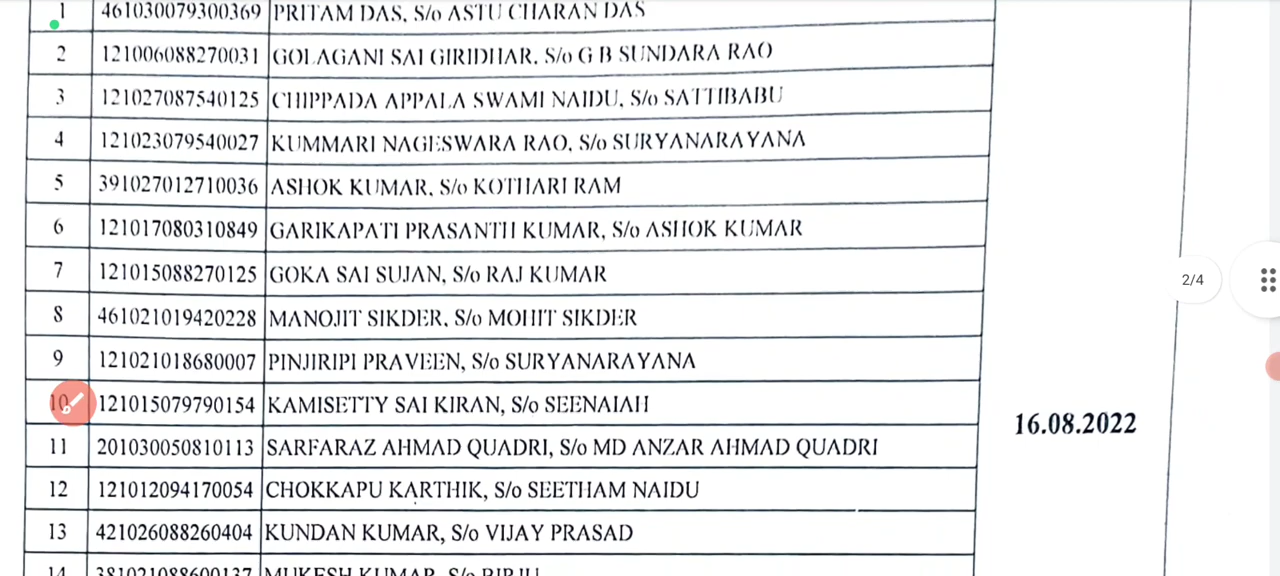 1 461030079300369 PRITAM DAS, S/o ASTU CHARAN DAS
2 121006088270031 GOLAGANI SAI GIRIDHAR, S/o G B SUNDARA RAO
3 121027087540125 CHIPPADA APPALA SWAMI NAIDU, S/o SATTIBABU
4 121023079540027 KUMMARI NAGESWARA RAO, S/o SURYANARAYANA
5 391027012710036 ASHOK KUMAR, S/o KOTHARI RAM
6 121017080310849 GARIKAPATI PRASANTH KUMAR, S/o ASHOK KUMAR
7 121015088270125 GOKA SAI SUJAN, S/o RAJ KUMAR
2/4
8 461021019420228 MANOJIT SIKDER, S/o MOHIT SIKDER
9 121021018680007 PINJIRIPI PRAVEEN, S/o SURYANARAYANA
10 121015079790154 KAMISETTY SAI KIRAN, S/o SEENAIAH
16.08.2022
11 201030050810113 SARFARAZ AHMAD QUADRI, S/o MD ANZAR AHMAD QUADRI
12 121012094170054 CHOKKAPU KARTHIK, S/o SEETHAM NAIDU
13 421026088260404 KUNDAN KUMAR, S/o VIJAY PRASAD
14 381021088600137 MUKESH KUMAR, S/o